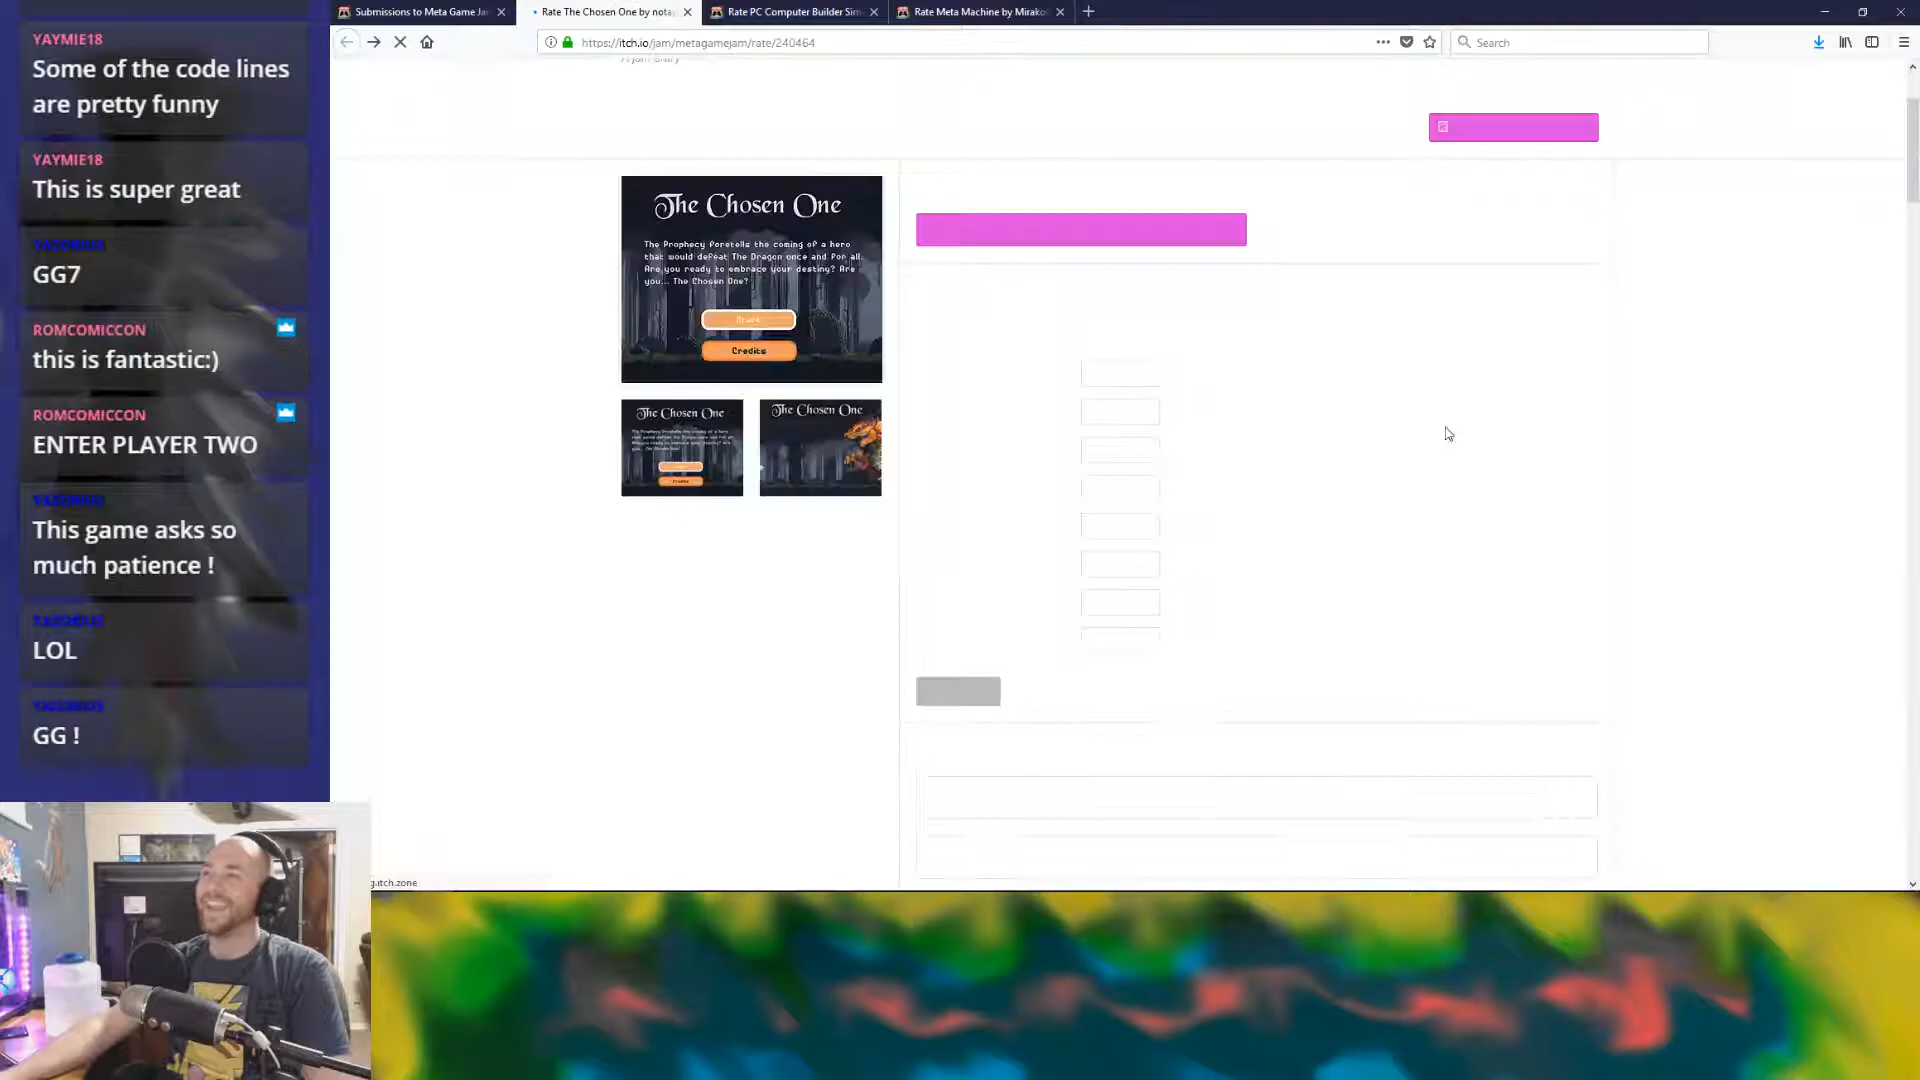 YAYMIE18
Some of the code lines
are pretty funny
YAYMIE18
This is super great
YAZORIUS
GG7
ROMCOMICCON
this is fantastic:)
ROMCOMICCON
ENTER PLAYER TWO
YAZORIUS
This game asks so
much patience !
YAZORIUS
LOL
YAZORIUS
GG !
Submissions to Meta Game Ja
Rate The Chosen One by nota
Rate PC Computer Builder Sim
Rate Meta Machine by Mirako
https://itch.io/jam/metagamejam/rate/240464
Search
The Chosen One
The Prophecy foretells the coming of a hero
that would defeat The Dragon once and for all.
Are you ready to embrace your destiny? Are
you... The Chosen One?
Start
Credits
The Chosen One
The Chosen One
g.itch.zone